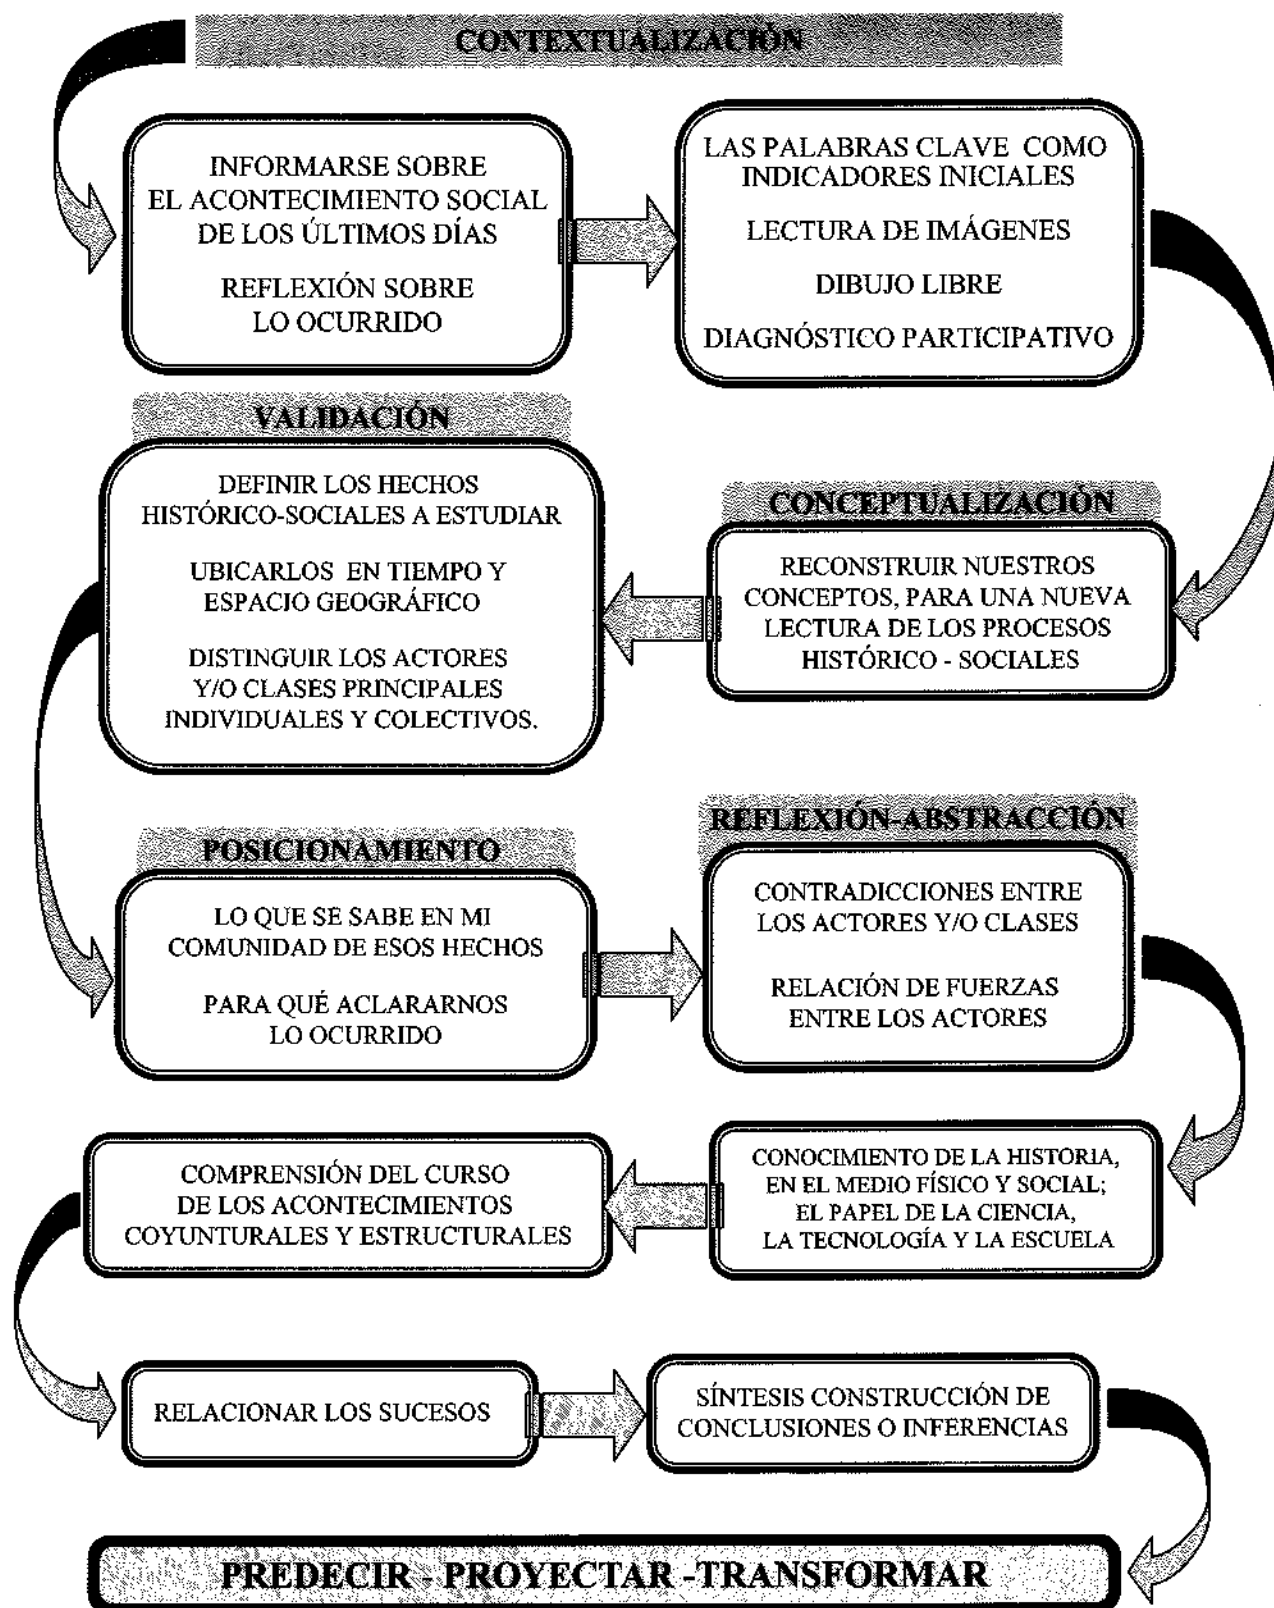 CONTEXTUALIZACIÓN
INFORMARSE SOBRE
EL ACONTECIMIENTO SOCIAL
DE LOS ÚLTIMOS DÍAS
REFLEXIÓN SOBRE
LO OCURRIDO
LAS PALABRAS CLAVE COMO
INDICADORES INICIALES
LECTURA DE IMÁGENES
DIBUJO LIBRE
DIAGNÓSTICO PARTICIPATIVO
CONCEPTUALIZACIÓN
RECONSTRUIR NUESTROS
CONCEPTOS, PARA UNA NUEVA
LECTURA DE LOS PROCESOS
HISTÓRICO - SOCIALES
VALIDACIÓN
DEFINIR LOS HECHOS
HISTÓRICO-SOCIALES A ESTUDIAR
UBICARLOS EN TIEMPO Y
ESPACIO GEOGRÁFICO
DISTINGUIR LOS ACTORES
Y/O CLASES PRINCIPALES
INDIVIDUALES Y COLECTIVOS.
POSICIONAMIENTO
LO QUE SE SABE EN MI
COMUNIDAD DE ESOS HECHOS
PARA QUÉ ACLARARNOS
LO OCURRIDO
REFLEXIÓN-ABSTRACCIÓN
CONTRADICCIONES ENTRE
LOS ACTORES Y/O CLASES
RELACIÓN DE FUERZAS
ENTRE LOS ACTORES
CONOCIMIENTO DE LA HISTORIA,
EN EL MEDIO FÍSICO Y SOCIAL;
EL PAPEL DE LA CIENCIA,
LA TECNOLOGÍA Y LA ESCUELA
COMPRENSIÓN DEL CURSO
DE LOS ACONTECIMIENTOS
COYUNTURALES Y ESTRUCTURALES
RELACIONAR LOS SUCESOS
SÍNTESIS CONSTRUCCIÓN DE
CONCLUSIONES O INFERENCIAS
PREDECIR - PROYECTAR -TRANSFORMAR